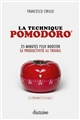 FRANCESCO CIRILLO
LA TECHNIQUE
POMODORO
25 MINUTES POUR BOOSTER
SA PRODUCTIVITÉ AU TRAVAIL